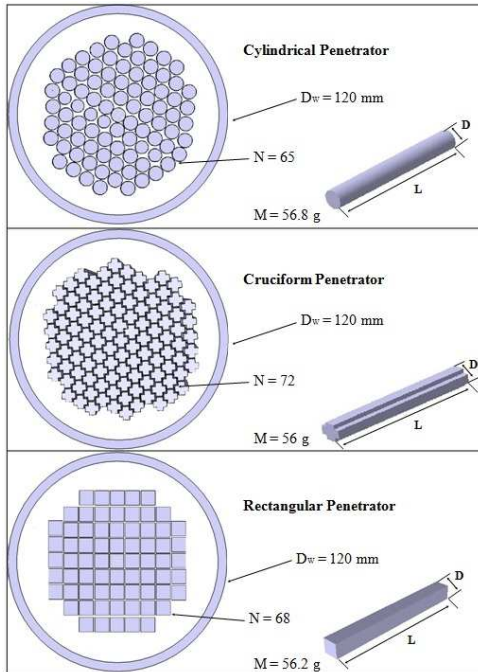 Cylindrical Penetrator
Dw = 120 mm
D
N = 65
L
M = 56.8 g
Cruciform Penetrator
Dw = 120 mm
D
N = 72
L
M = 56 g
Rectangular Penetrator
Dw = 120 mm
D
N = 68
L
M = 56.2 g